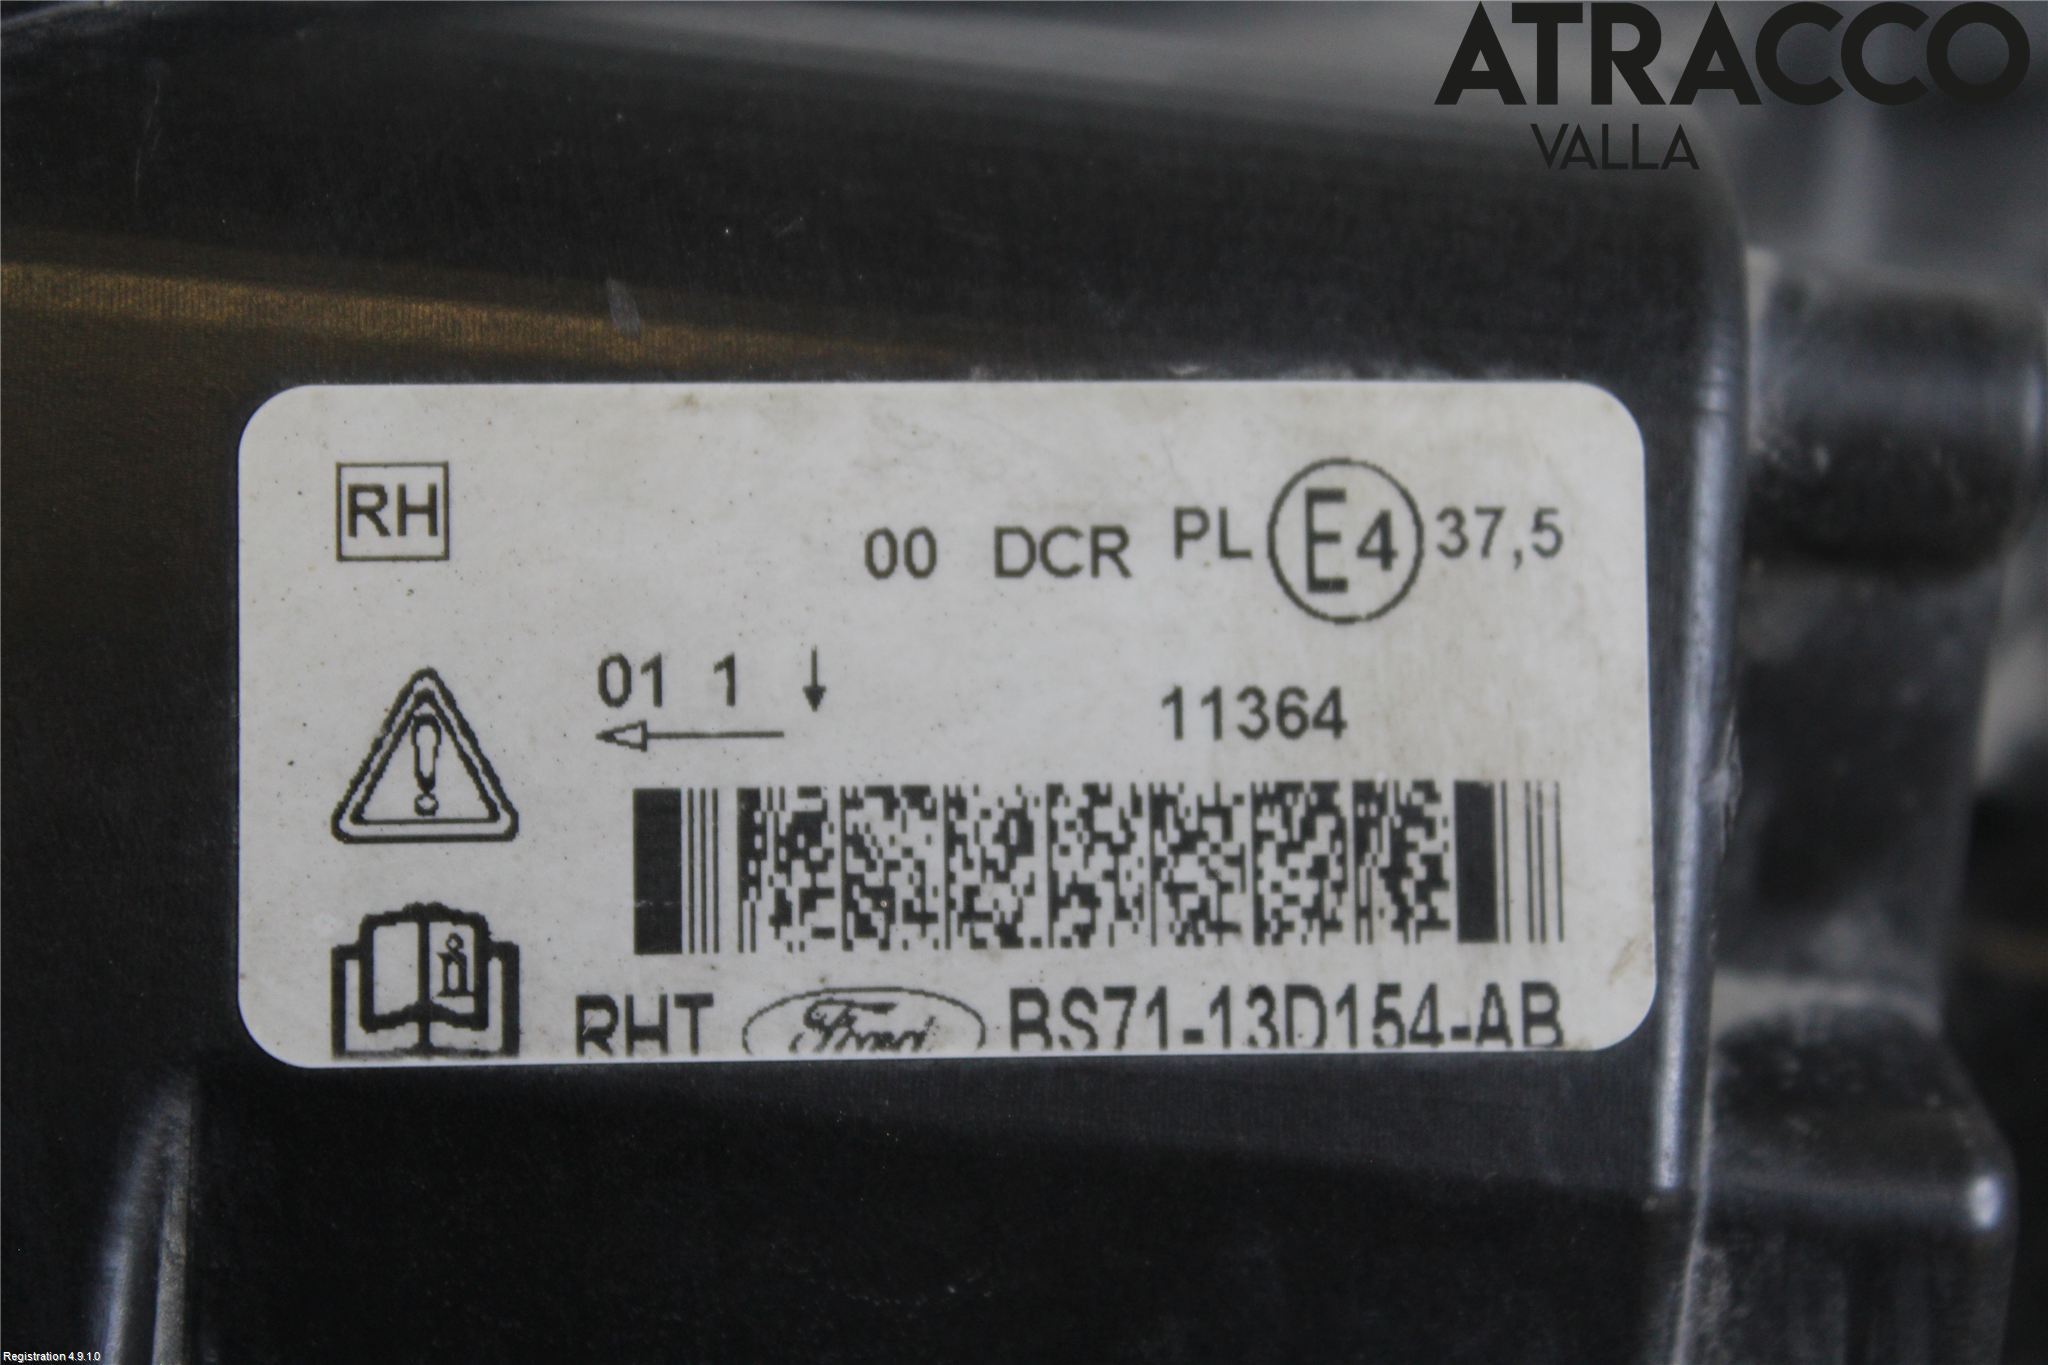 ATRACCO
VALLA
RH
00 DCR PL E4 37,5
01 1
11364
RHT Ford BS71-13D154-AB
Registration 4.9.1.0